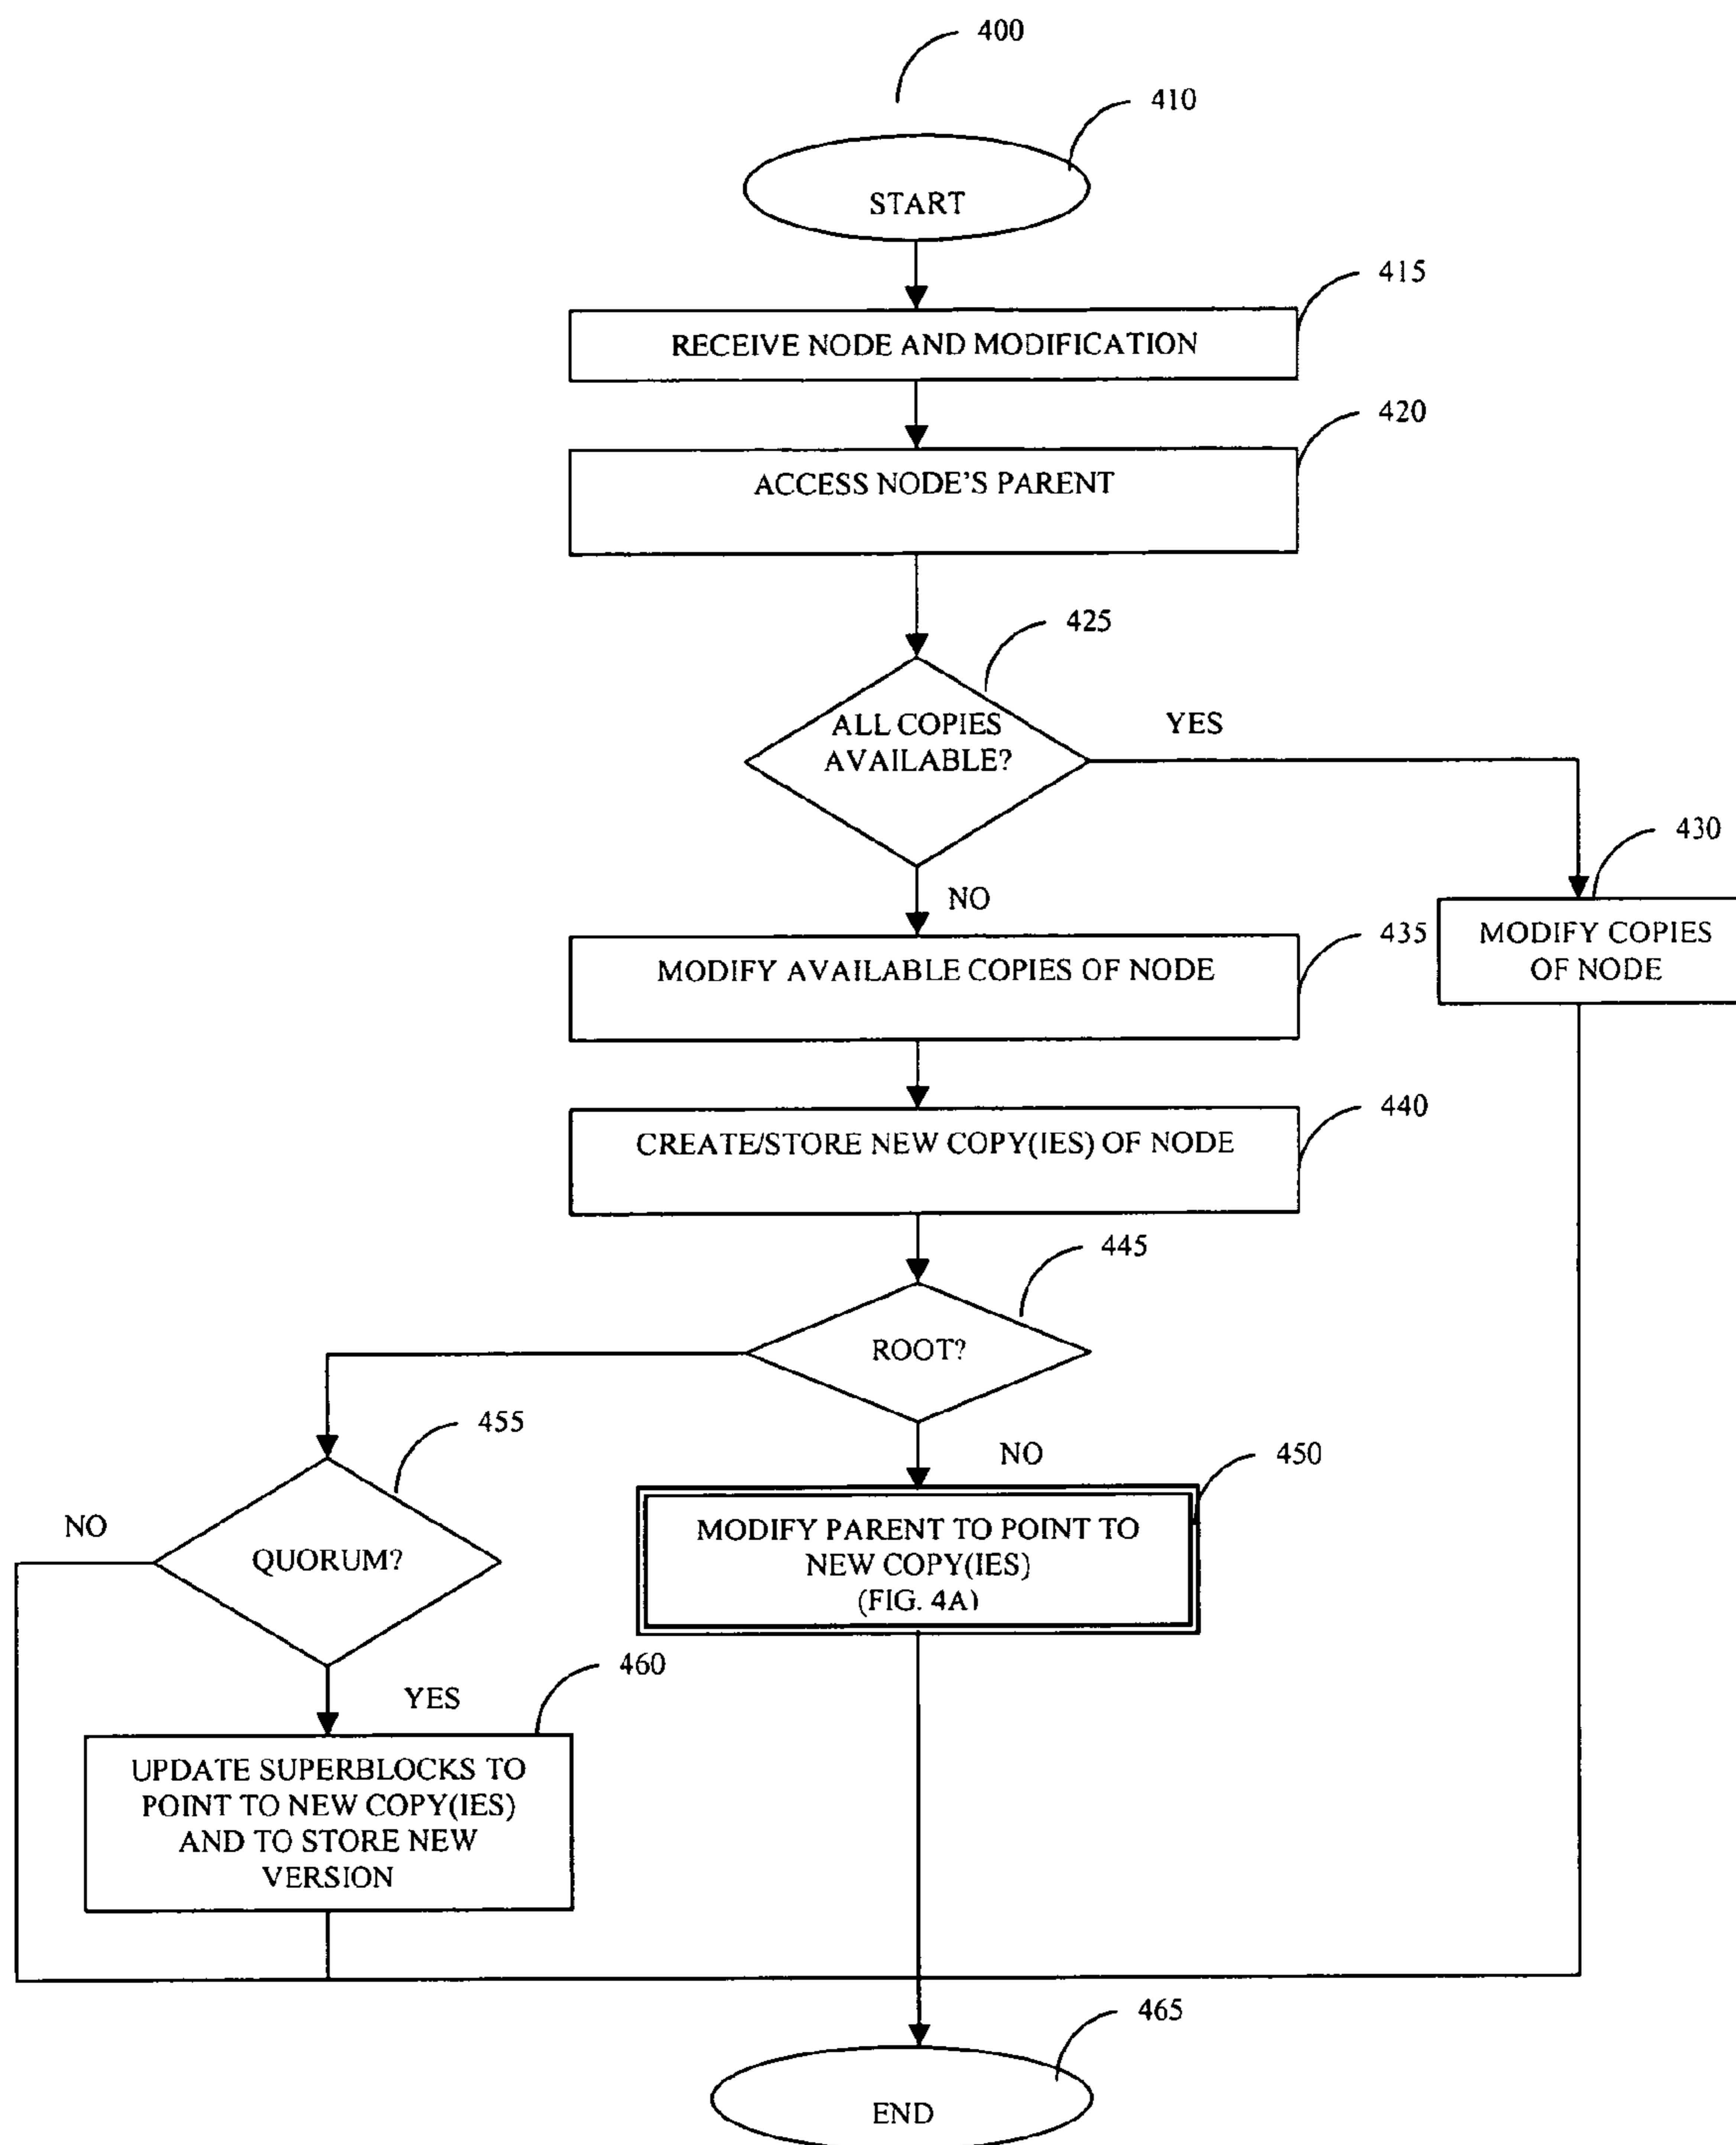 400
410
START
415
RECEIVE NODE AND MODIFICATION
420
ACCESS NODE'S PARENT
425
ALL COPIES
AVAILABLE?
YES
430
NO
MODIFY COPIES
OF NODE
435
MODIFY AVAILABLE COPIES OF NODE
440
CREATE/STORE NEW COPY(IES) OF NODE
445
ROOT?
455
NO
450
NO
QUORUM?
MODIFY PARENT TO POINT TO
NEW COPY(IES)
(FIG. 4A)
460
YES
UPDATE SUPERBLOCKS TO
POINT TO NEW COPY(IES)
AND TO STORE NEW
VERSION
465
END